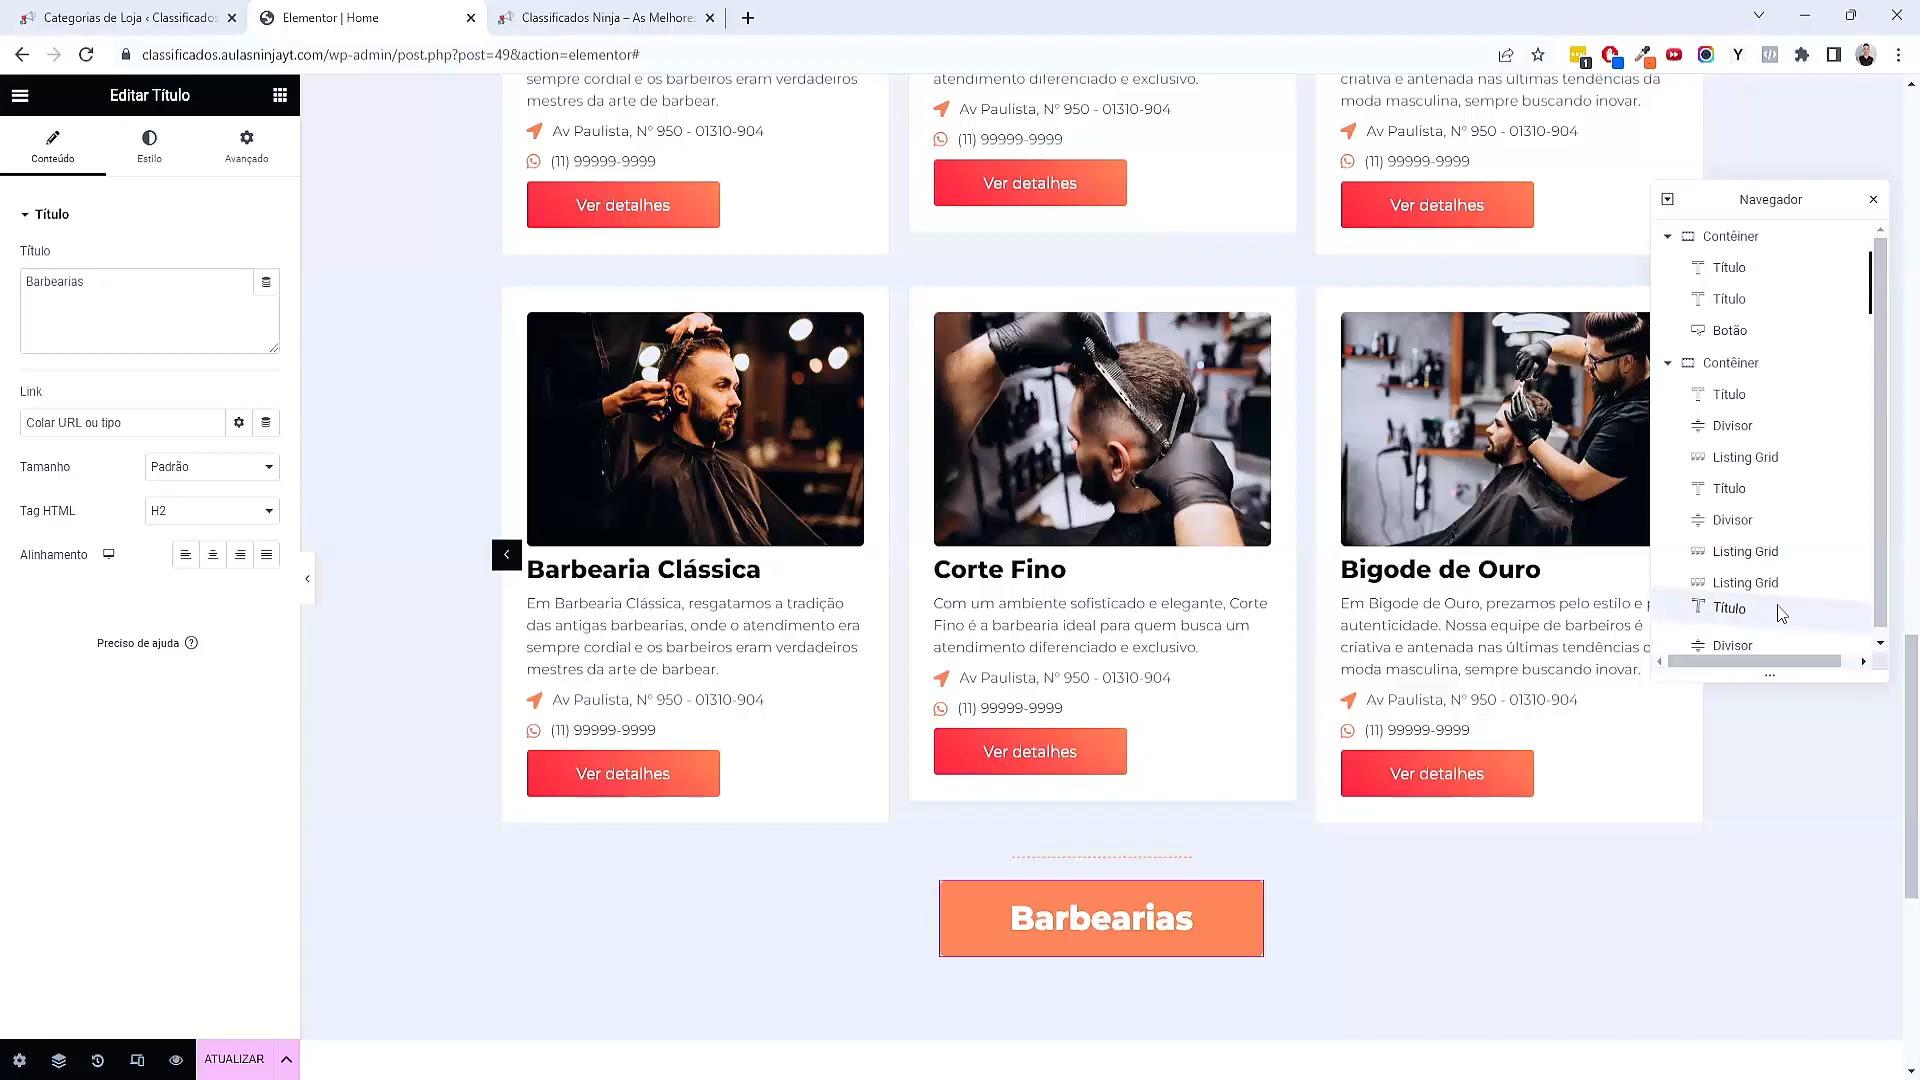 Categorias de Loja ‹ Classificados
Elementor | Home
Classificados Ninja – As Melhores
classificados.aulasninjayt.com/wp-admin/post.php?post=49&action=elementor#
Editar Título
Conteúdo
Estilo
Avançado
Título
Título
Barbearias
Link
Colar URL ou tipo
Tamanho
Padrão
Tag HTML
H2
Alinhamento
Preciso de ajuda
ATUALIZAR
sempre cordial e os barbeiros eram verdadeiros
mestres da arte de barbear.
Av Paulista, Nº 950 - 01310-904
(11) 99999-9999
Ver detalhes
atendimento diferenciado e exclusivo.
Av Paulista, Nº 950 - 01310-904
(11) 99999-9999
Ver detalhes
criativa e antenada nas últimas tendências da
moda masculina, sempre buscando inovar.
Av Paulista, Nº 950 - 01310-904
(11) 99999-9999
Ver detalhes
Barbearia Clássica
Em Barbearia Clássica, resgatamos a tradição
das antigas barbearias, onde o atendimento era
sempre cordial e os barbeiros eram verdadeiros
mestres da arte de barbear.
Av Paulista, Nº 950 - 01310-904
(11) 99999-9999
Ver detalhes
Corte Fino
Com um ambiente sofisticado e elegante, Corte
Fino é a barbearia ideal para quem busca um
atendimento diferenciado e exclusivo.
Av Paulista, Nº 950 - 01310-904
(11) 99999-9999
Ver detalhes
Bigode de Ouro
Em Bigode de Ouro, prezamos pelo estilo e
autenticidade. Nossa equipe de barbeiros é
criativa e antenada nas últimas tendências
moda masculina, sempre buscando inovar.
Av Paulista, Nº 950 - 01310-904
(11) 99999-9999
Ver detalhes
Barbearias
Navegador
Contêiner
Título
Título
Botão
Contêiner
Título
Divisor
Listing Grid
Título
Divisor
Listing Grid
Listing Grid
Título
Divisor